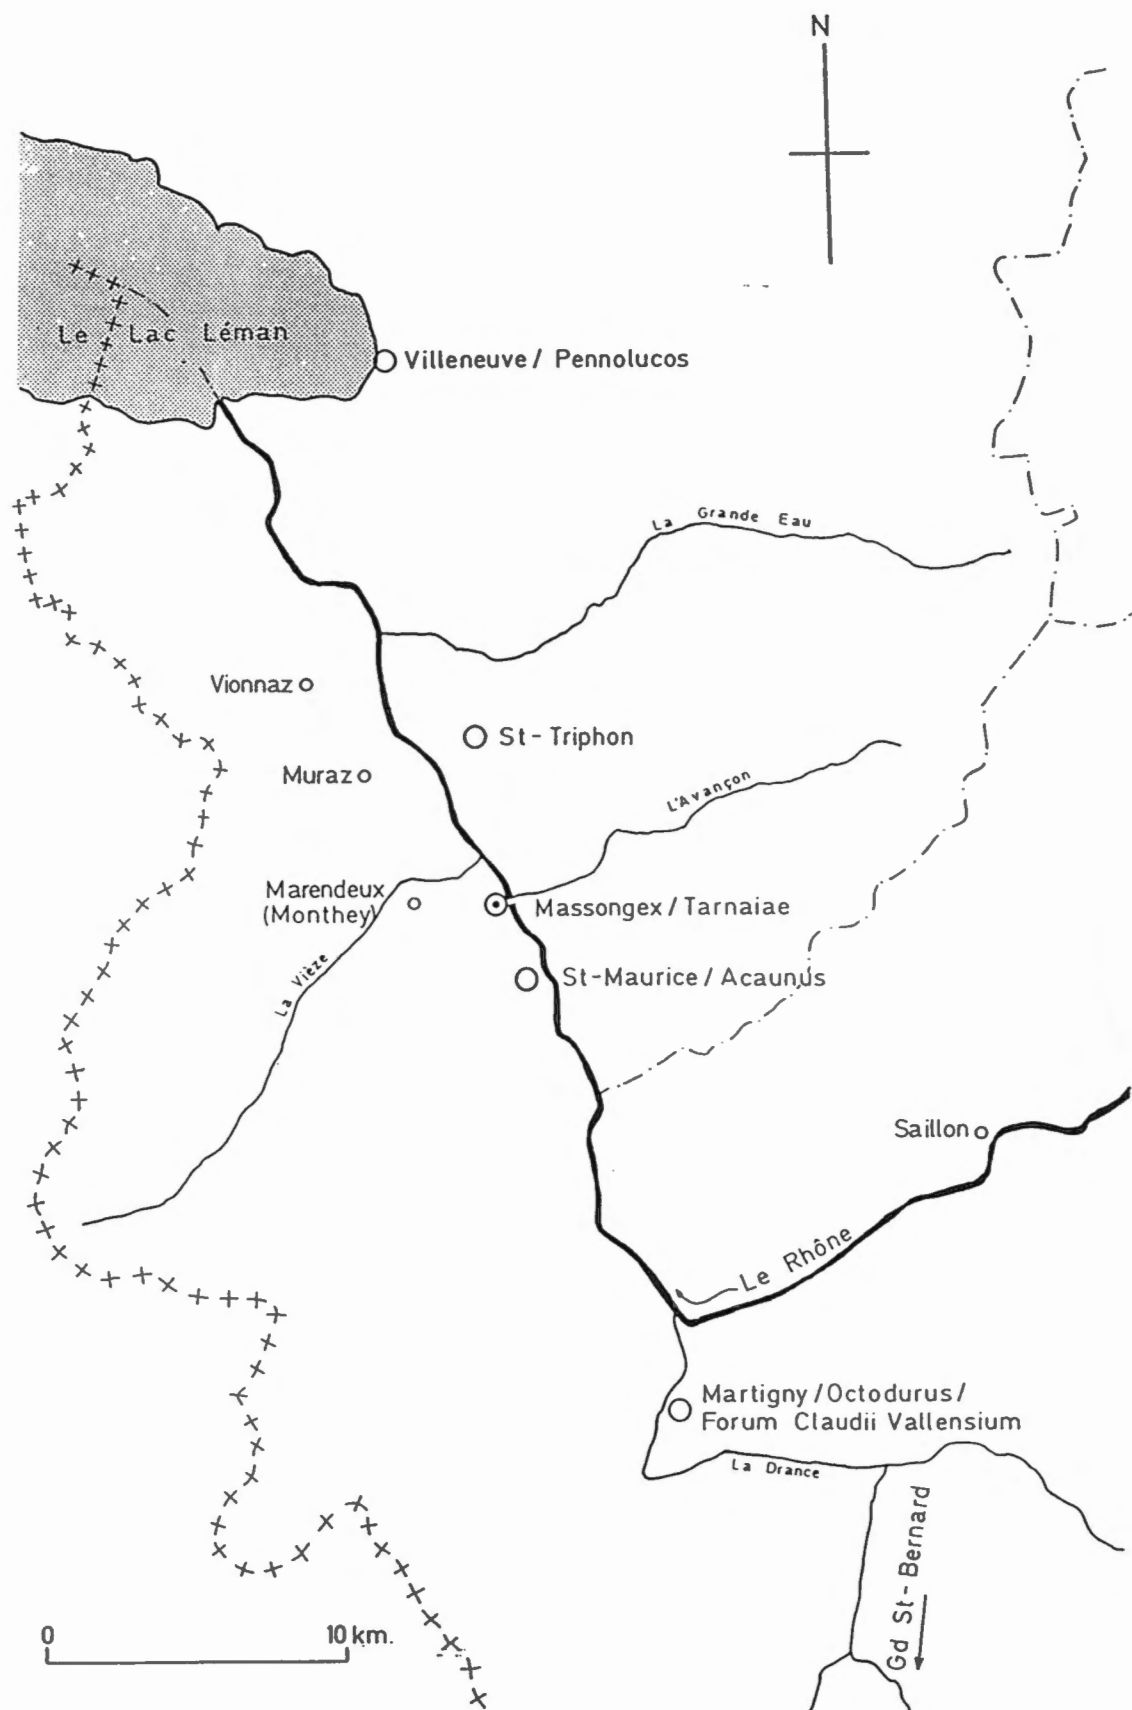 N
Le Lac Léman
Villeneuve / Pennolucos
La Grande Eau
Vionnaz
St-Triphon
Muraz
L'Avançon
Marendeux
(Monthey)
Massongex / Tarnaiae
La Vièze
St-Maurice / Acaunus
Saillon
Le Rhône
Martigny / Octodurus /
Forum Claudii Vallensium
La Drance
Gd St-Bernard
0 10 km.